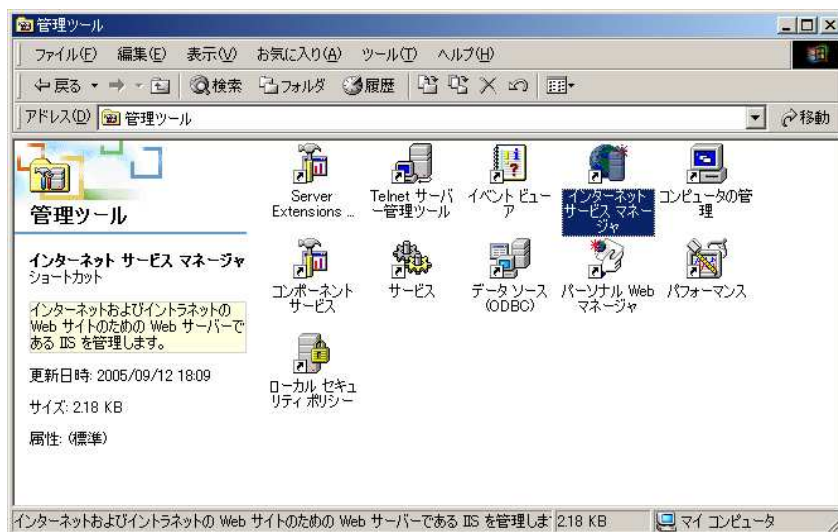 管理ツール
ファイル(F) 編集(E) 表示(V) お気に入り(A) ツール(T) ヘルプ(H)
戻る 検索 フォルダ 履歴
アドレス(D) 管理ツール 移動
管理ツール
インターネット サービス マネージャ
ショートカット
インターネットおよびイントラネットの
Web サイトのための Web サーバーで
ある IIS を管理します。
更新日時: 2005/09/12 18:09
サイズ: 2.18 KB
属性: (標準)
Server
Extensions ...
Telnet サーバ
ー管理ツール
イベント ビュー
ア
インターネット
サービス マネー
ジャ
コンピュータの管
理
コンポーネント
サービス
サービス
データ ソース
(ODBC)
パーソナル Web
マネージャ
パフォーマンス
ローカル セキュ
リティ ポリシー
インターネットおよびイントラネットの Web サイトのための Web サーバーである IIS を管理しま 2.18 KB マイ コンピュータ